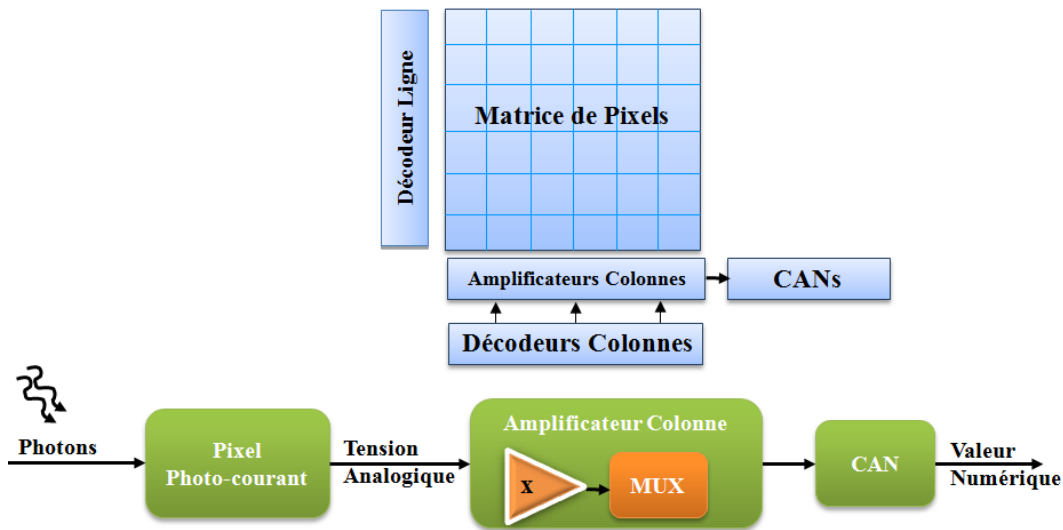 Décodeur Ligne
Matrice de Pixels
Amplificateurs Colonnes
CANs
Décodeurs Colonnes
Photons
Pixel
Photo-courant
Tension
Analogique
Amplificateur Colonne
x
MUX
CAN
Valeur
Numérique